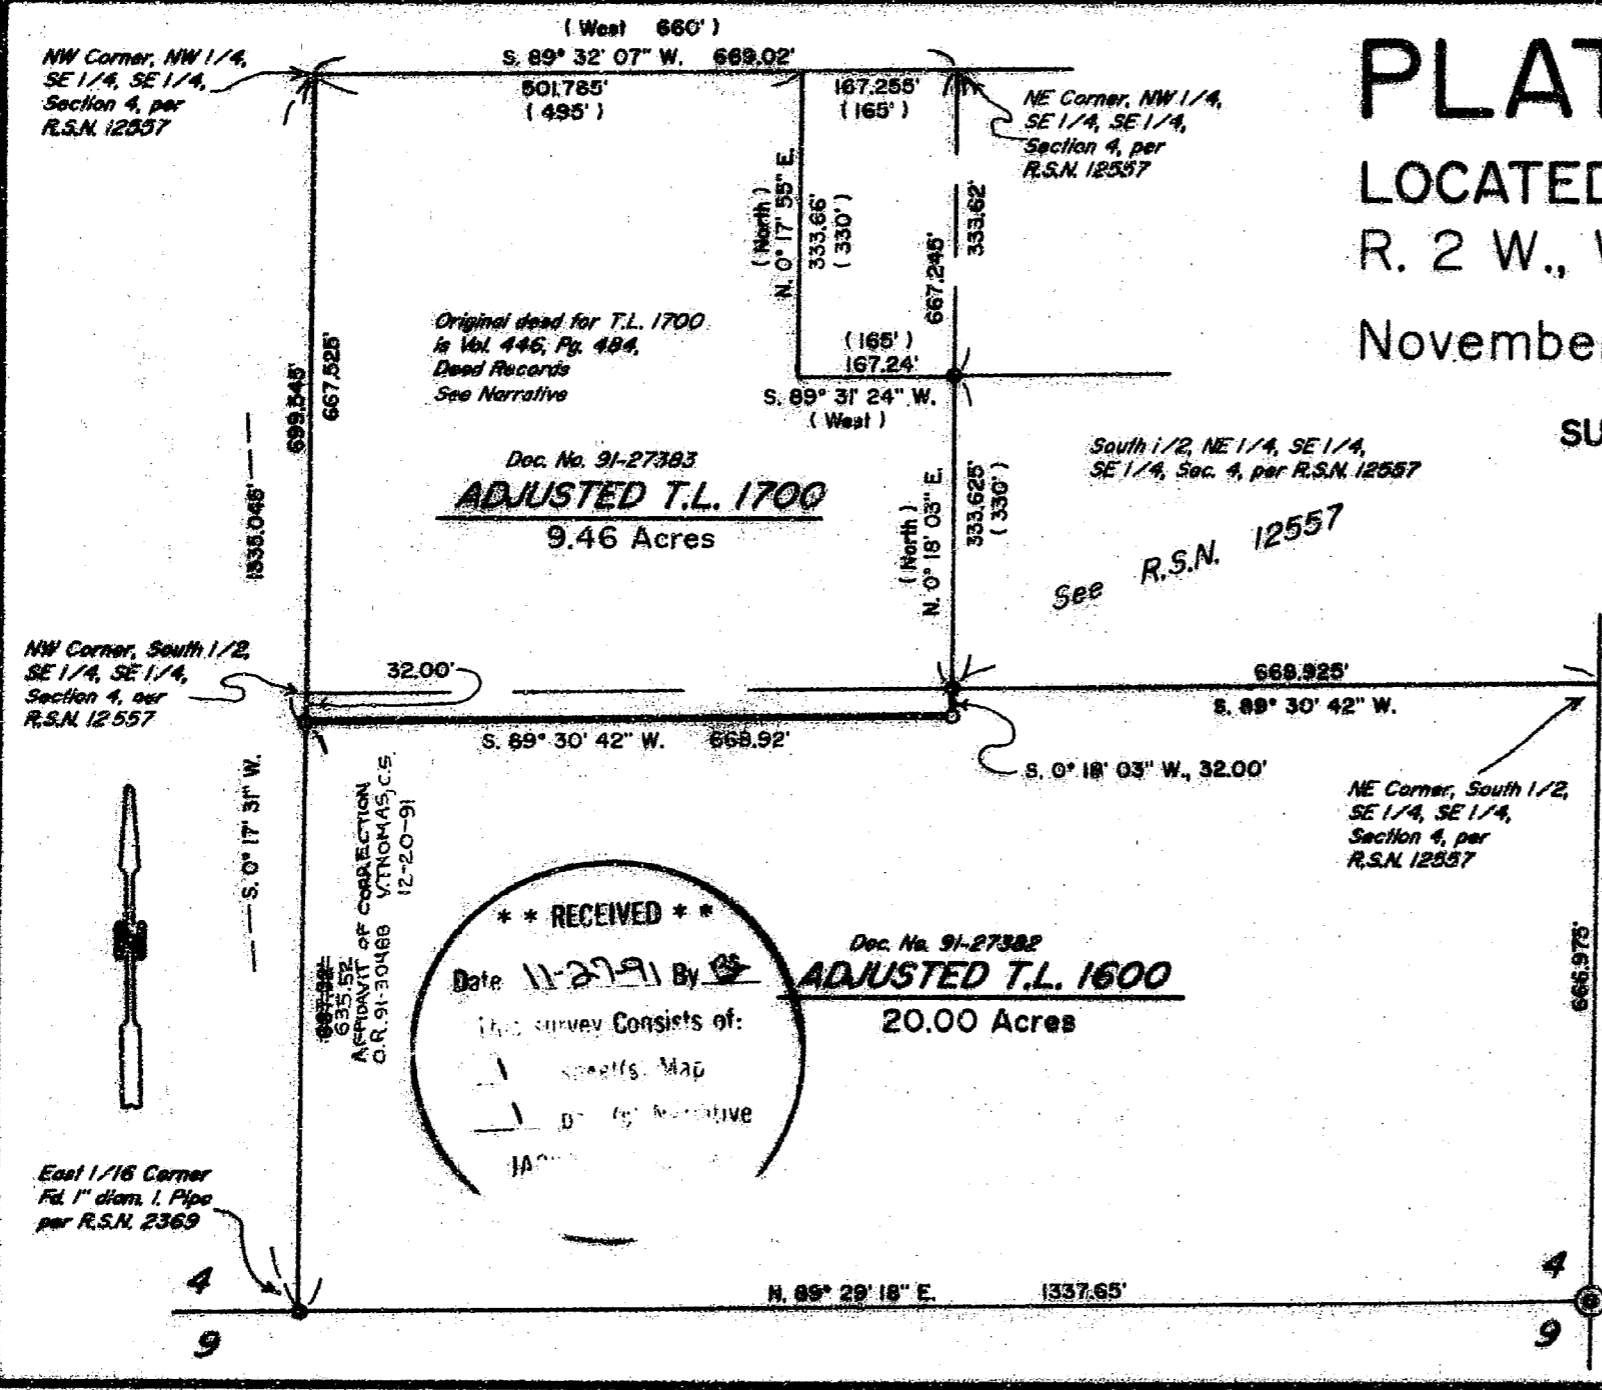 ( West 660' )
S. 89° 32' 07" W. 669.02'
NW Corner, NW 1/4,
SE 1/4, SE 1/4,
Section 4, per
R.S.N. 12557
501.785'
( 495' )
167.255'
( 165' )
NE Corner, NW 1/4,
SE 1/4, SE 1/4,
Section 4, per
R.S.N. 12557
PLAT
LOCATED
R. 2 W.,
November
SU
( North )
N. 0° 17' 55" E.
333.66'
( 330' )
667.245'
333.62'
Original deed for T.L. 1700
is Vol. 446, Pg. 484,
Deed Records
See Narrative
( 165' )
167.24'
S. 89° 31' 24" W.
( West )
699.545'
667.525'
1335.045'
Doc. No. 91-27383
ADJUSTED T.L. 1700
9.46 Acres
( North )
N. 0° 18' 03" E.
333.625'
( 330' )
South 1/2, NE 1/4, SE 1/4,
SE 1/4, Sec. 4, per R.S.N. 12557
See R.S.N. 12557
NW Corner, South 1/2,
SE 1/4, SE 1/4,
Section 4, per
R.S.N. 12557
32.00'
668.925'
S. 89° 30' 42" W.
S. 89° 30' 42" W. 668.92'
S. 0° 18' 03" W., 32.00'
NE Corner, South 1/2,
SE 1/4, SE 1/4,
Section 4, per
R.S.N. 12557
S. 0° 17' 31" W.
635.52
AFFIDAVIT OF CORRECTION
O.R. 91-30488 V. THOMAS, C.S.
12-20-91
* * RECEIVED * *
Date 11-27-91 By
This survey Consists of:
1 Map
1 Narrative
Doc. No. 91-27382
ADJUSTED T.L. 1600
20.00 Acres
666.975'
East 1/16 Corner
Fd. 1" diam. I. Pipe
per R.S.N. 2369
4
9
N. 89° 29' 18" E. 1337.65'
4
9